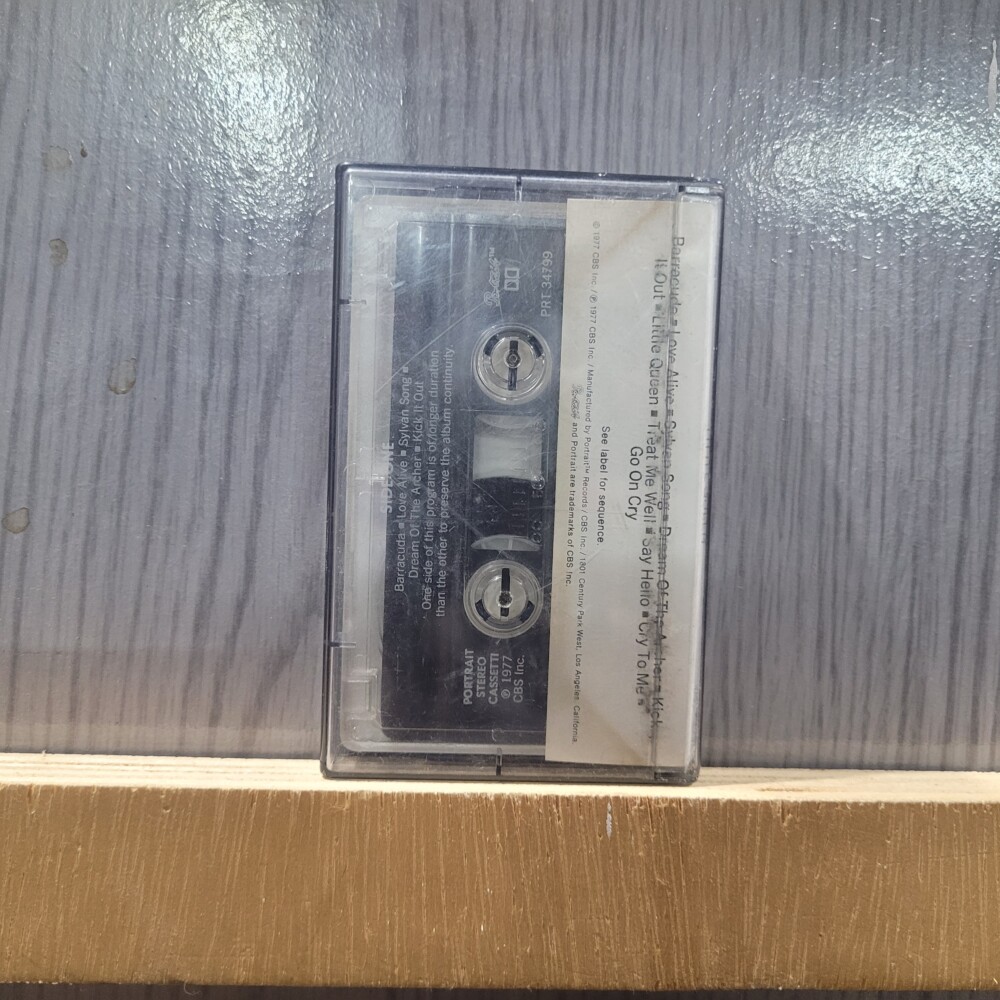 Barracuda ■ Love Alive ■ Sylvan Song ■ Dream Of The Archer ■ Kick
It Out ■ Little Queen ■ Treat Me Well ■ Say Hello ■ Cry To Me ■
Go On Cry
See label for sequence
© 1977 CBS Inc. / ℗ 1977 CBS Inc. / Manufactured by Portrait™ Records / CBS Inc. / 1801 Century Park West, Los Angeles, California.
Portrait and Portrait are trademarks of CBS Inc.
SIDE ONE
Barracuda ■ Love Alive ■ Sylvan Song ■
Dream Of The Archer ■ Kick It Out
One side of this program is of longer duration
than the other to preserve the album continuity.
PORTRAIT
STEREO
CASSETTE
℗ 1977
CBS Inc.
Portrait™
PRT 34799